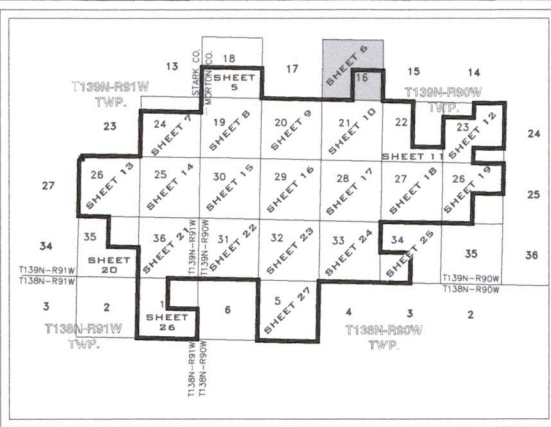 13
STARK CO.
MORTON CO.
18
SHEET 5
17
SHEET 6
16
15
14
T139N-R91W
TWP.
T139N-R90W
TWP.
23
24
SHEET 7
19
SHEET 8
20
SHEET 9
21
SHEET 10
22
SHEET 11
23
SHEET 12
24
27
26
SHEET 13
25
SHEET 14
30
SHEET 15
29
SHEET 16
28
SHEET 17
27
SHEET 18
26
SHEET 19
25
34
35
SHEET
20
36
SHEET 21
T139N-R91W
T139N-R90W
31
SHEET 22
32
SHEET 23
33
SHEET 24
34
SHEET 25
35
36
T139N-R91W
T138N-R91W
T139N-R90W
T138N-R90W
3
2
1
SHEET
26
6
5
SHEET 27
4
3
2
T138N-R91W
TWP.
T138N-R90W
TWP.
T138N-R91W
T138N-R90W